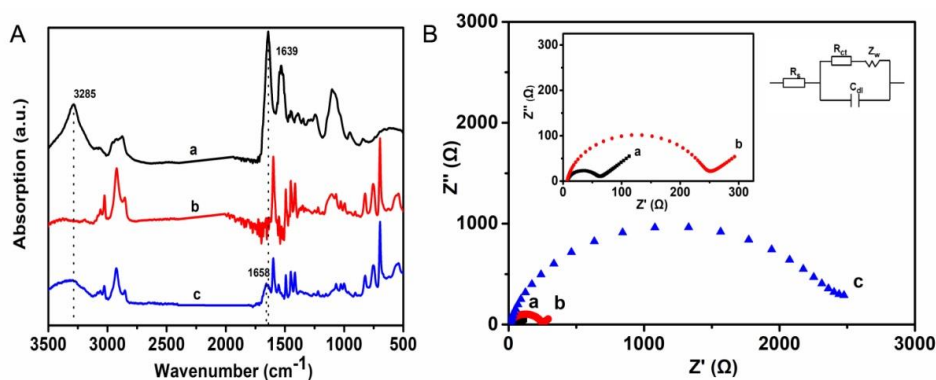 A
3285
1639
a
b
1658
c
Absorption (a.u.)
3500 3000 2500 2000 1500 1000 500
Wavenumber (cm-1)
B
3000
2000
1000
0
Z'' (Ω)
300
200
100
0
Z'' (Ω)
a
b
0 100 200 300
Z' (Ω)
Rs
Rct
Zw
Cdl
a
b
c
0 1000 2000 3000
Z' (Ω)